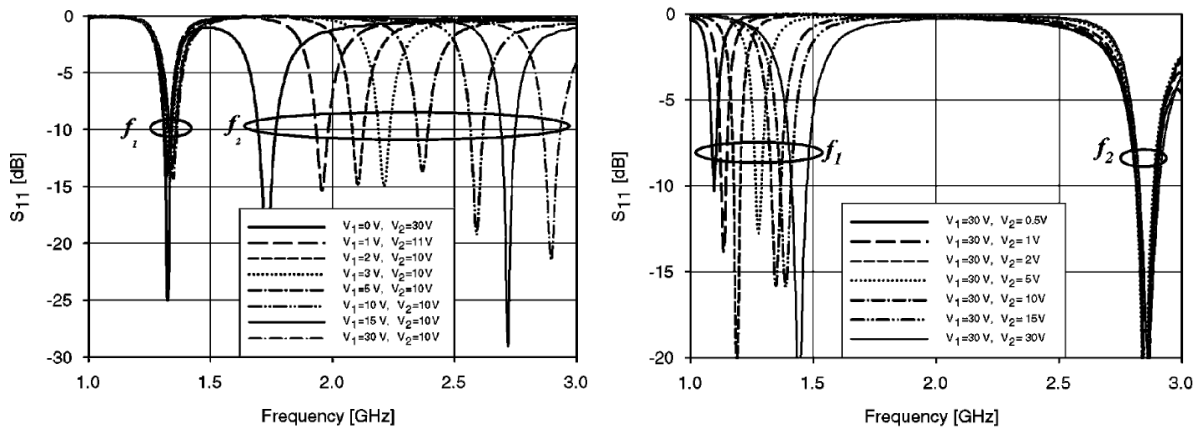 0
-5
-10
-15
-20
-25
-30
S11 [dB]
f1
f2
V1=0 V, V2=30V
V1=1 V, V2=11V
V1=2 V, V2=10V
V1=3 V, V2=10V
V1=5 V, V2=10V
V1=10 V, V2=10V
V1=15 V, V2=10V
V1=30 V, V2=10V
1.0 1.5 2.0 2.5 3.0
Frequency [GHz]
0
-5
-10
-15
-20
S11 [dB]
f1
f2
V1=30 V, V2= 0.5V
V1=30 V, V2= 1V
V1=30 V, V2= 2V
V1=30 V, V2= 5V
V1=30 V, V2= 10V
V1=30 V, V2= 15V
V1=30 V, V2= 30V
1.0 1.5 2.0 2.5 3.0
Frequency [GHz]